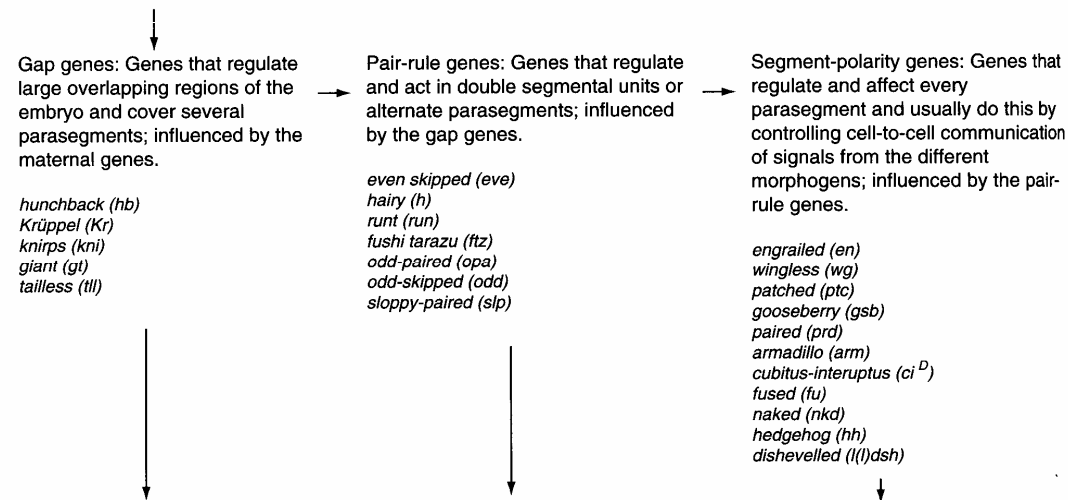 Gap genes: Genes that regulate
large overlapping regions of the
embryo and cover several
parasegments; influenced by the
maternal genes.
hunchback (hb)
Krüppel (Kr)
knirps (kni)
giant (gt)
tailless (tll)
Pair-rule genes: Genes that regulate
and act in double segmental units or
alternate parasegments; influenced
by the gap genes.
even skipped (eve)
hairy (h)
runt (run)
fushi tarazu (ftz)
odd-paired (opa)
odd-skipped (odd)
sloppy-paired (slp)
Segment-polarity genes: Genes that
regulate and affect every
parasegment and usually do this by
controlling cell-to-cell communication
of signals from the different
morphogens; influenced by the pair-
rule genes.
engrailed (en)
wingless (wg)
patched (ptc)
gooseberry (gsb)
paired (prd)
armadillo (arm)
cubitus-interuptus (ci D)
fused (fu)
naked (nkd)
hedgehog (hh)
dishevelled (l(l)dsh)